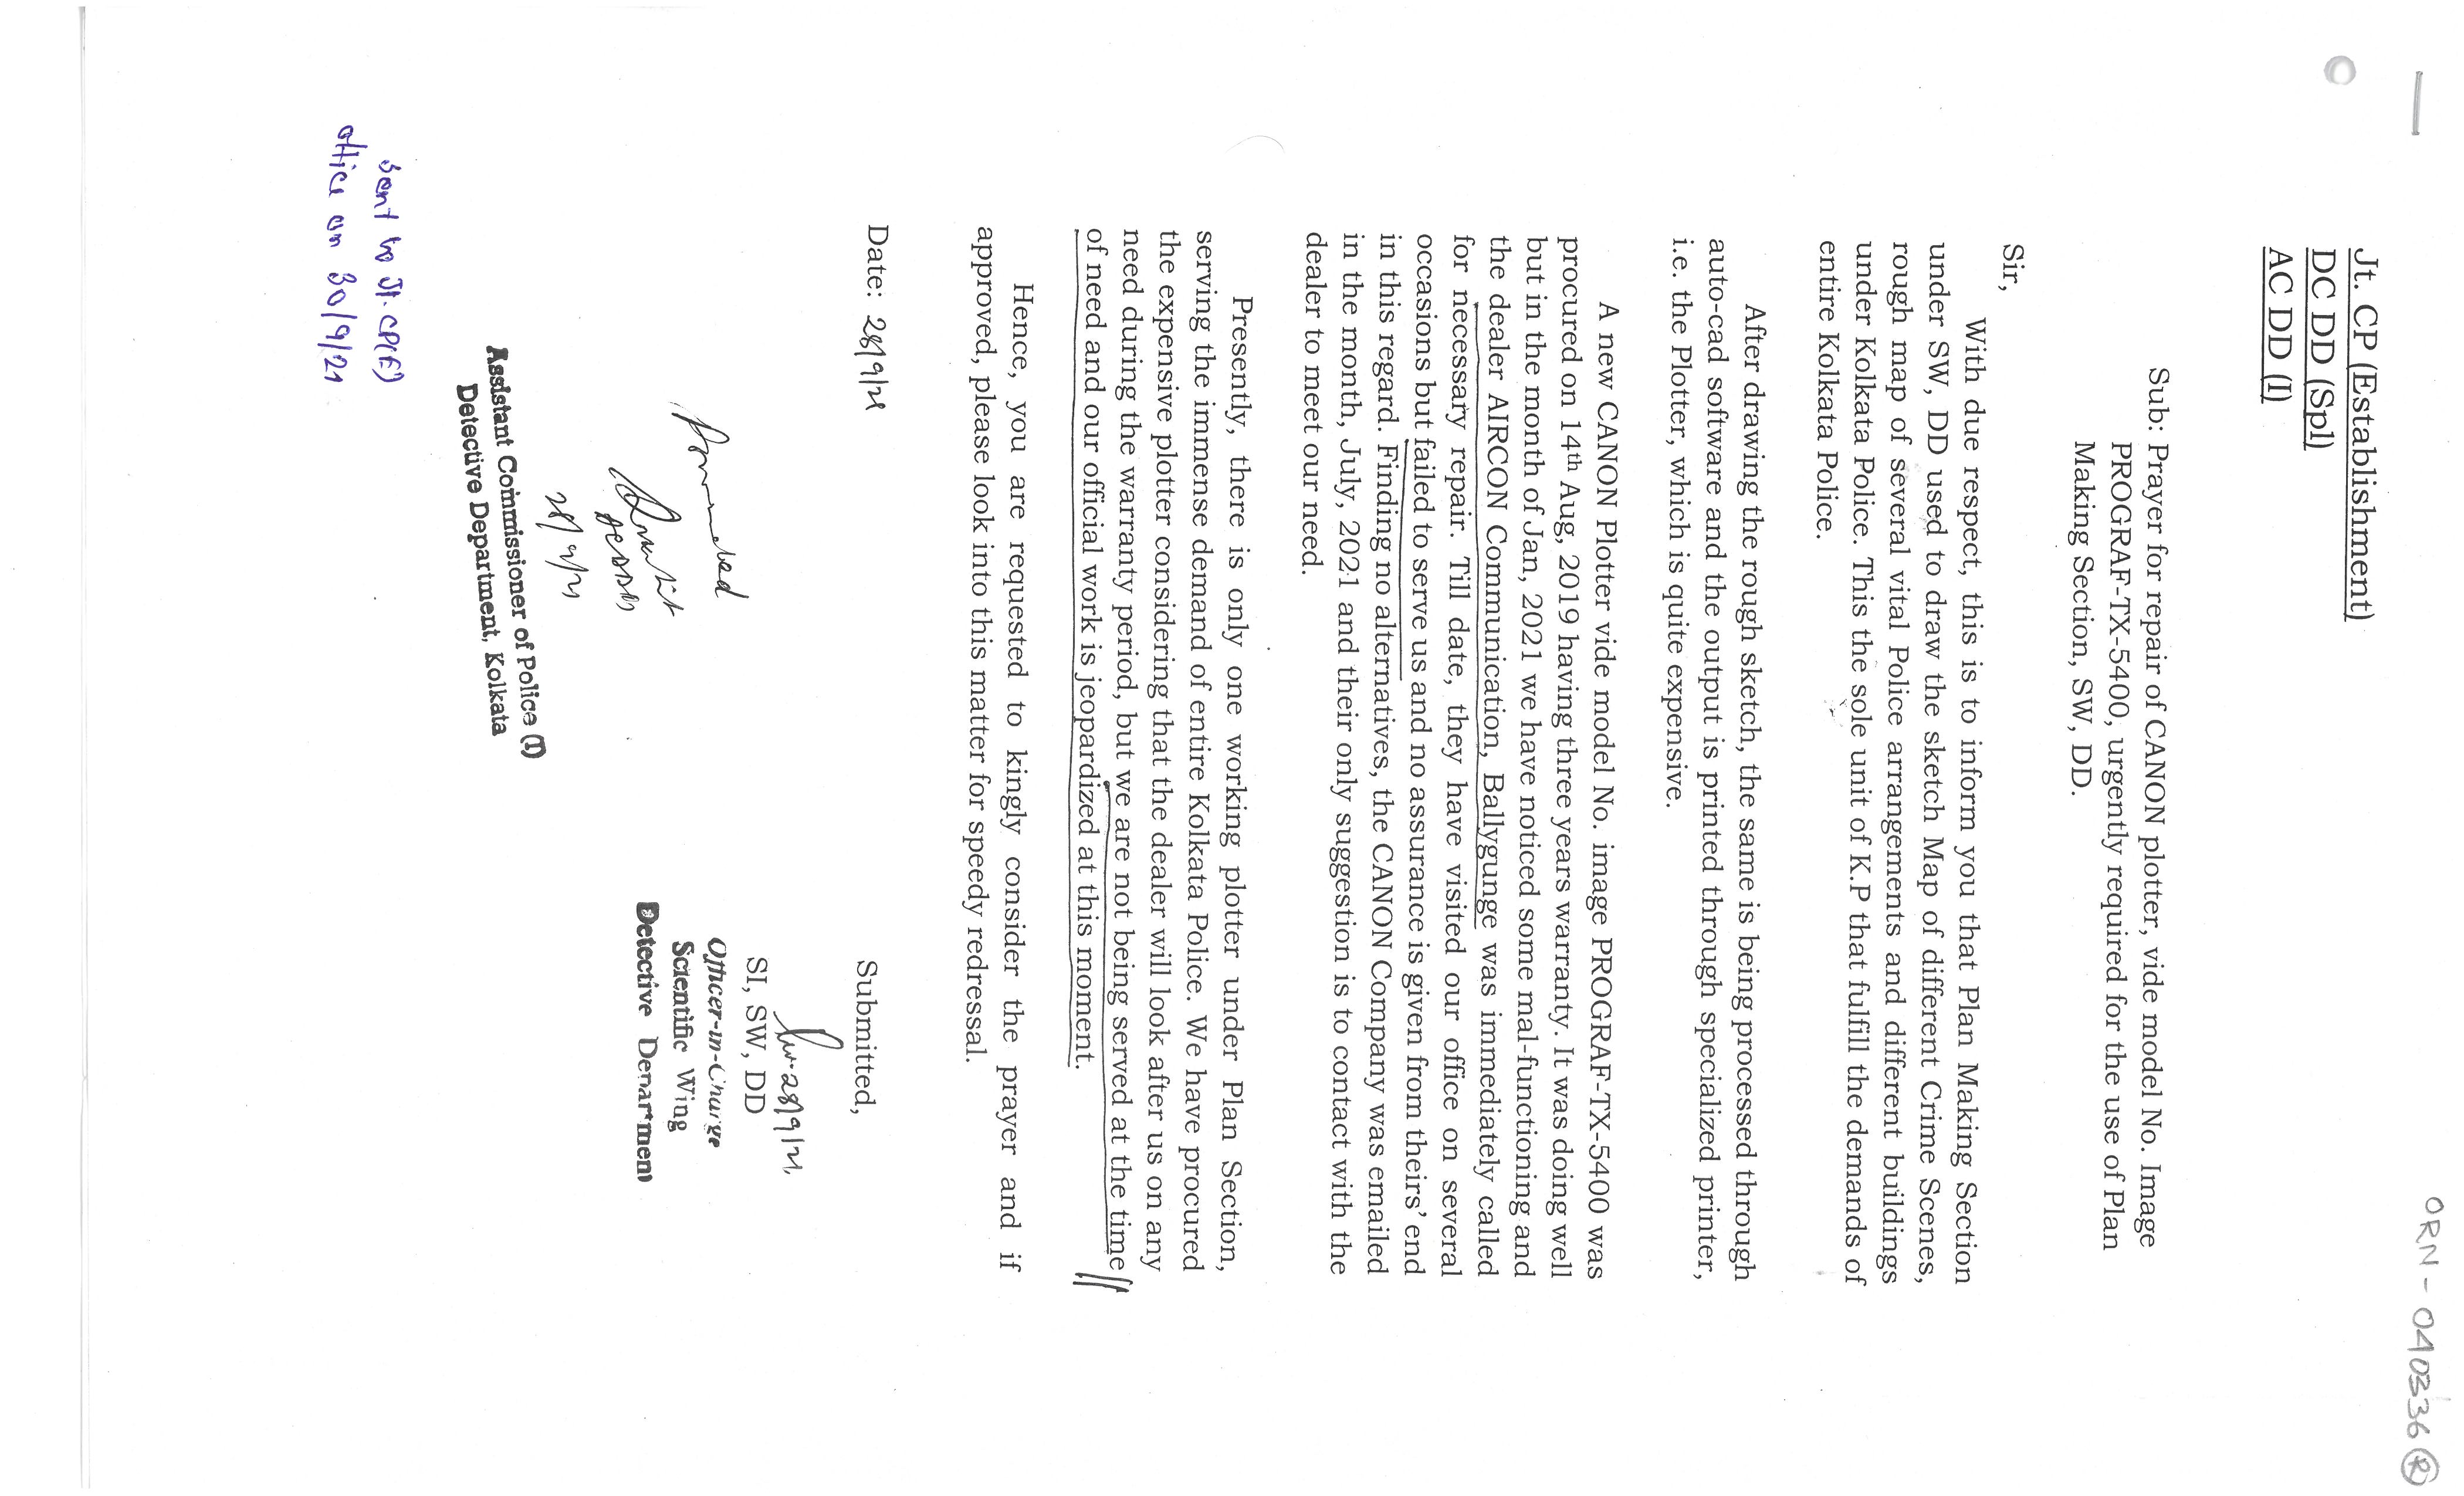 ORN - 040336 R
Jt. CP (Establishment)
DC DD (Spl)
AC DD (I)
Sub: Prayer for repair of CANON plotter, vide model No. Image
PROGRAF-TX-5400, urgently required for the use of Plan
Making Section, SW, DD.
Sir,
With due respect, this is to inform you that Plan Making Section
under SW, DD used to draw the sketch Map of different Crime Scenes,
rough map of several vital Police arrangements and different buildings
under Kolkata Police. This the sole unit of K.P that fulfill the demands of
entire Kolkata Police.
After drawing the rough sketch, the same is being processed through
auto-cad software and the output is printed through specialized printer,
i.e. the Plotter, which is quite expensive.
A new CANON Plotter vide model No. image PROGRAF-TX-5400 was
procured on 14th Aug, 2019 having three years warranty. It was doing well
but in the month of Jan, 2021 we have noticed some mal-functioning and
the dealer AIRCON Communication, Ballygunge was immediately called
for necessary repair. Till date, they have visited our office on several
occasions but failed to serve us and no assurance is given from theirs' end
in this regard. Finding no alternatives, the CANON Company was emailed
in the month, July, 2021 and their only suggestion is to contact with the
dealer to meet our need.
Presently, there is only one working plotter under Plan Section,
serving the immense demand of entire Kolkata Police. We have procured
the expensive plotter considering that the dealer will look after us on any
need during the warranty period, but we are not being served at the time
of need and our official work is jeopardized at this moment.
Hence, you are requested to kingly consider the prayer and if
approved, please look into this matter for speedy redressal.
Date: 28/9/21
Submitted,
28/9/21
SI, SW, DD
Officer-in-Charge
Scientific Wing
Detective Department
28/9/21
Assistant Commissioner of Police (I)
Detective Department, Kolkata
Sent to Jt. CP(E)
office on 30/9/21